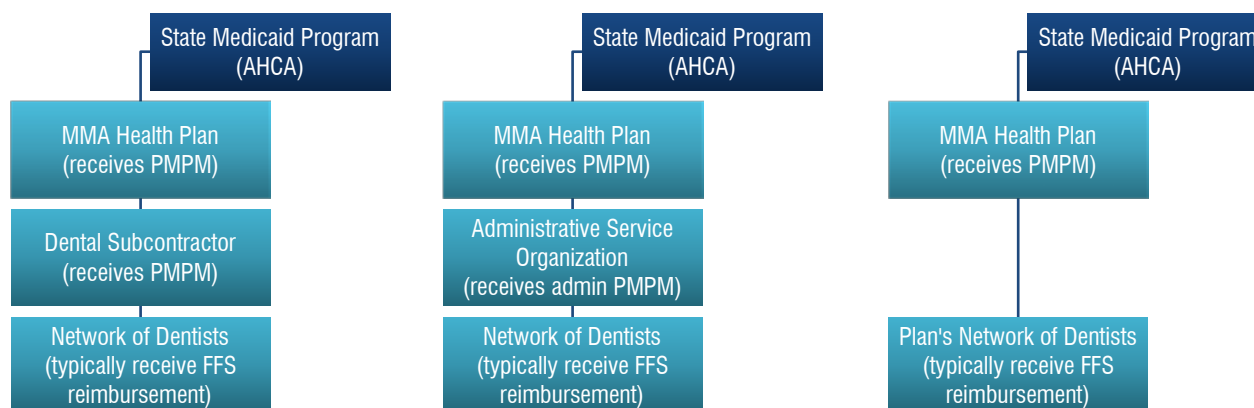 State Medicaid Program
(AHCA)
MMA Health Plan
(receives PMPM)
Dental Subcontractor
(receives PMPM)
Network of Dentists
(typically receive FFS
reimbursement)
State Medicaid Program
(AHCA)
MMA Health Plan
(receives PMPM)
Administrative Service
Organization
(receives admin PMPM)
Network of Dentists
(typically receive FFS
reimbursement)
State Medicaid Program
(AHCA)
MMA Health Plan
(receives PMPM)
Plan's Network of Dentists
(typically receive FFS
reimbursement)